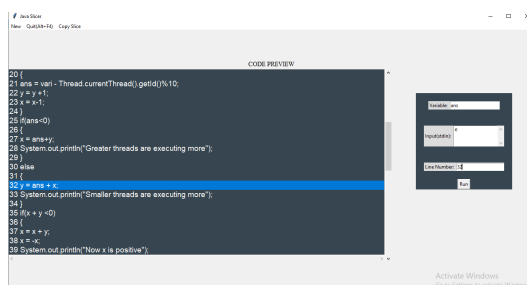 Java Slicer
New Quit(Alt+F4) Copy Slice
CODE PREVIEW
20 {
21 ans = vari - Thread.currentThread().getId()%10;
22 y = y +1;
23 x = x-1;
24 }
25 if(ans<0)
26 {
27 x = ans+y;
28 System.out.println("Greater threads are executing more");
29 }
30 else
31 {
32 y = ans + x;
33 System.out.println("Smaller threads are executing more");
34 }
35 if(x + y <0)
36 {
37 x = x + y;
38 x = -x;
39 System.out.println("Now x is positive");
Variable: ans
Input(stdin):
Line Number: 32
Run
Activate Windows